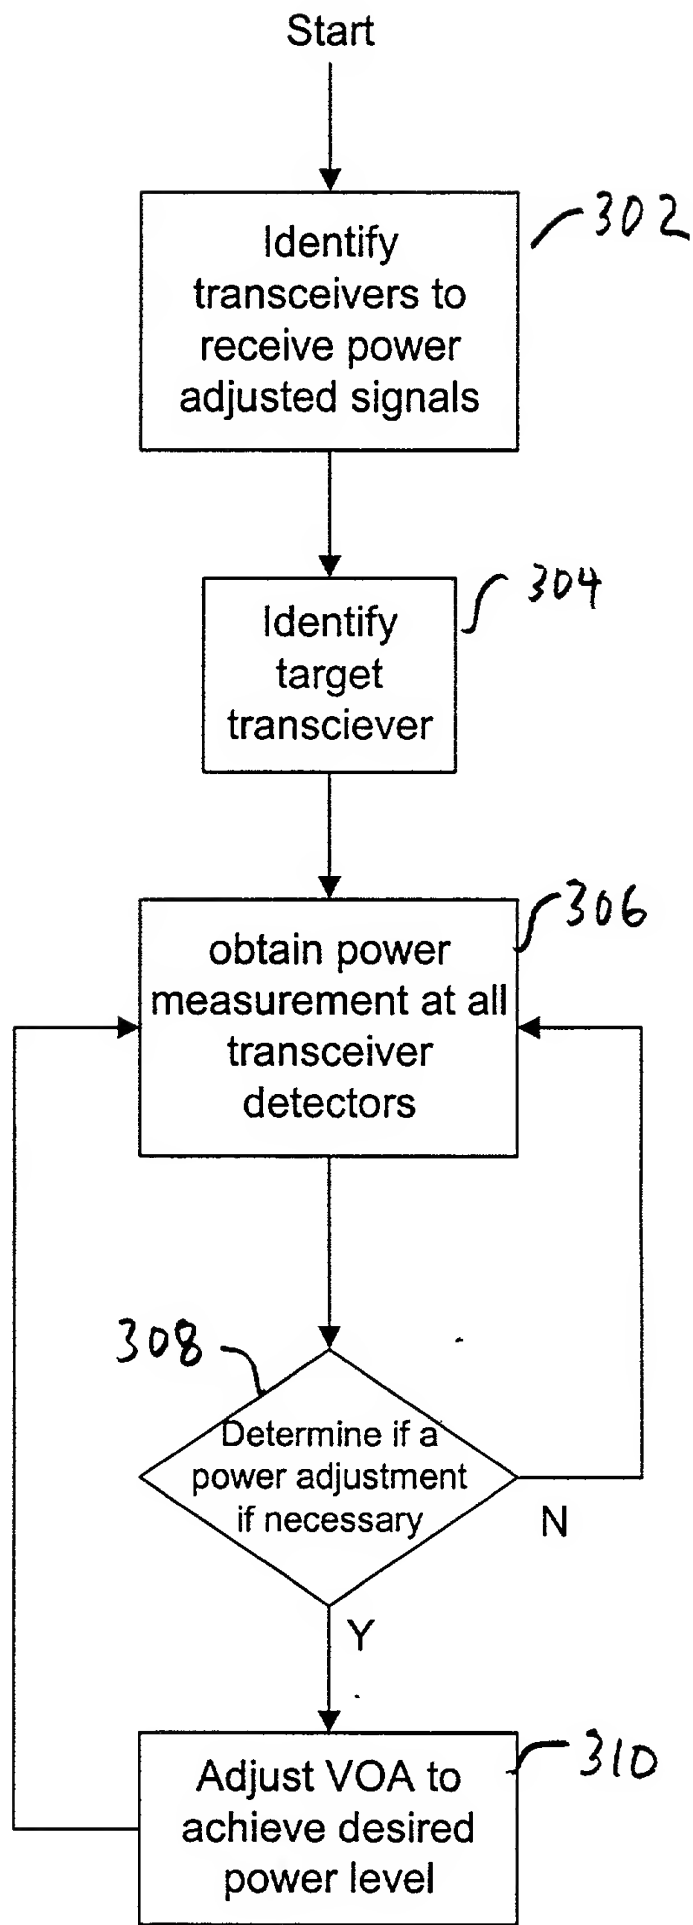 Start
302
Identify
transceivers to
receive power
adjusted signals
304
Identify
target
transciever
306
obtain power
measurement at all
transceiver
detectors
308
Determine if a
power adjustment
if necessary
N
Y
310
Adjust VOA to
achieve desired
power level